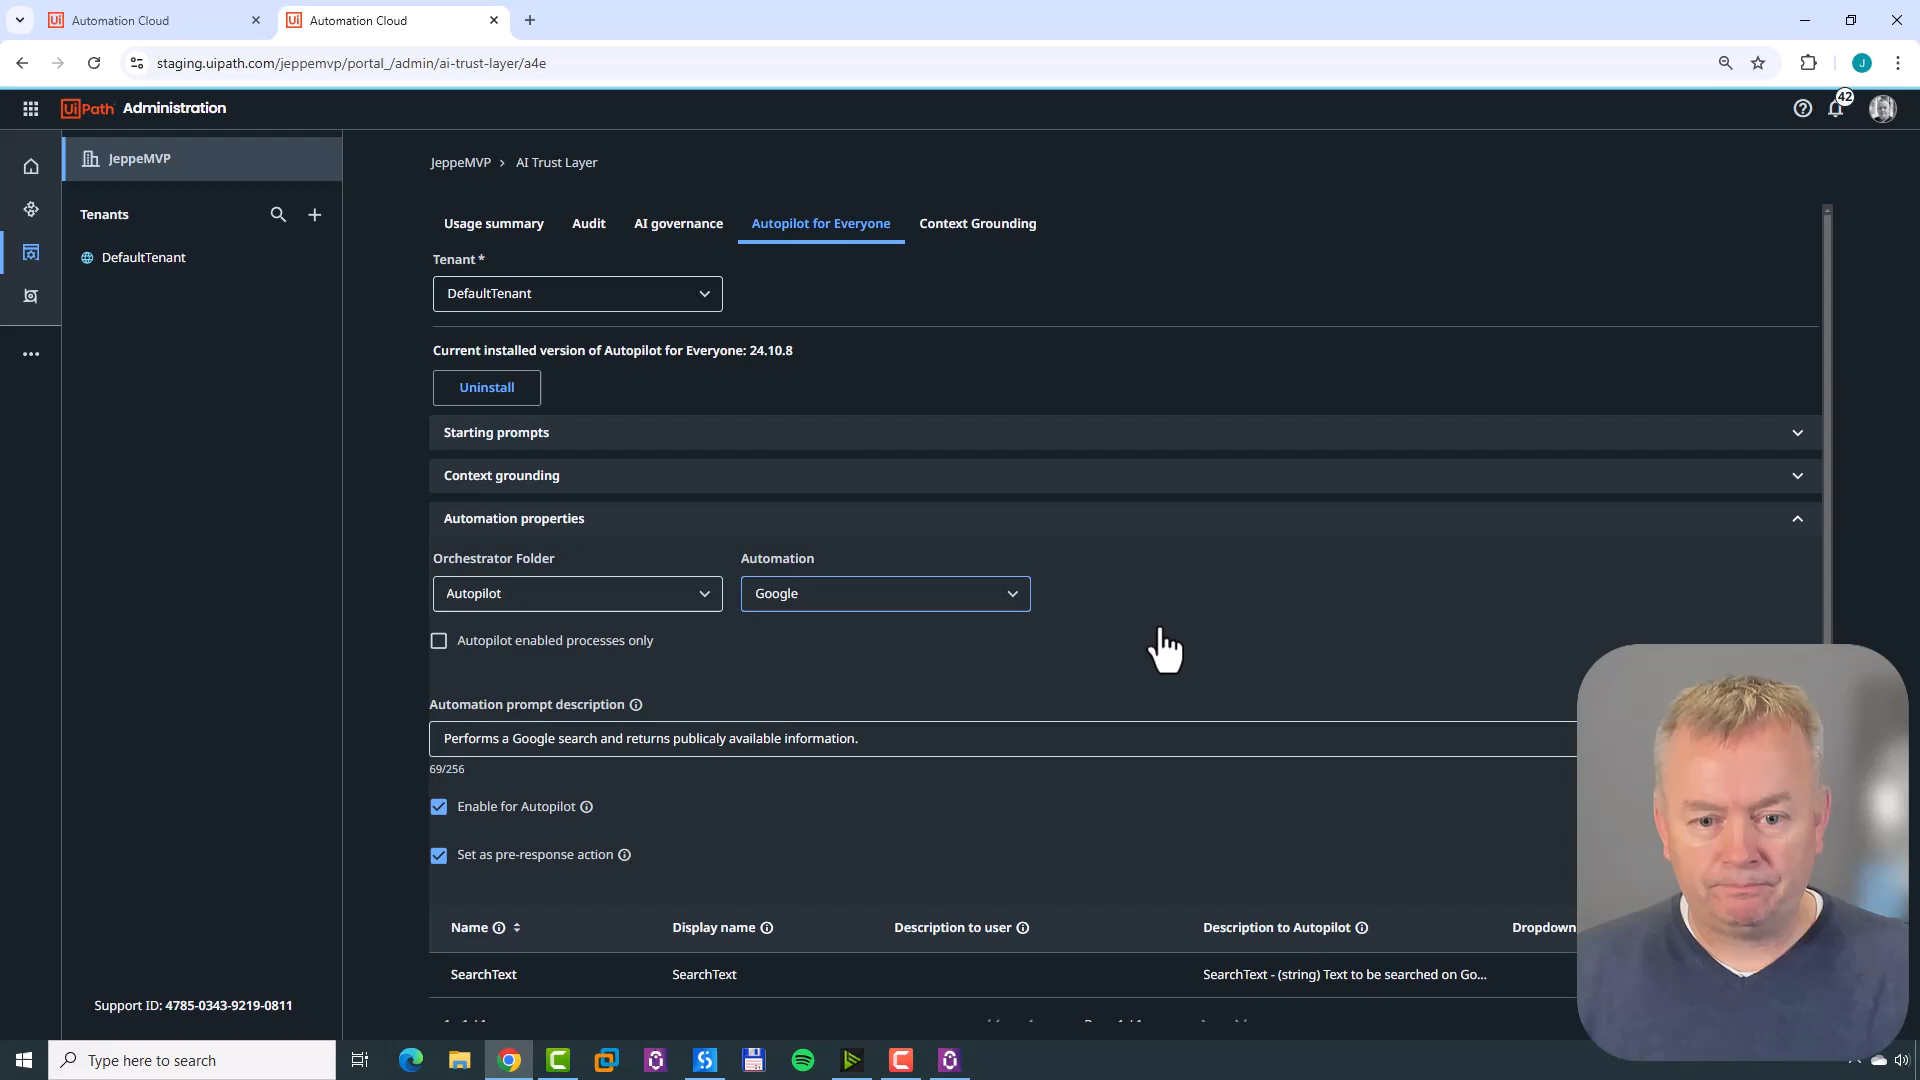 Automation Cloud
Automation Cloud
staging.uipath.com/jeppemvp/portal_/admin/ai-trust-layer/a4e
J
UiPath Administration
42
JeppeMVP
Tenants
DefaultTenant
JeppeMVP > AI Trust Layer
Usage summary Audit AI governance Autopilot for Everyone Context Grounding
Tenant *
DefaultTenant
Current installed version of Autopilot for Everyone: 24.10.8
Uninstall
Starting prompts
Context grounding
Automation properties
Orchestrator Folder Automation
Autopilot Google
Autopilot enabled processes only
Automation prompt description
Performs a Google search and returns publicaly available information.
69/256
Enable for Autopilot
Set as pre-response action
Name Display name Description to user Description to Autopilot Dropdown
SearchText SearchText SearchText - (string) Text to be searched on Go...
Support ID: 4785-0343-9219-0811
Type here to search